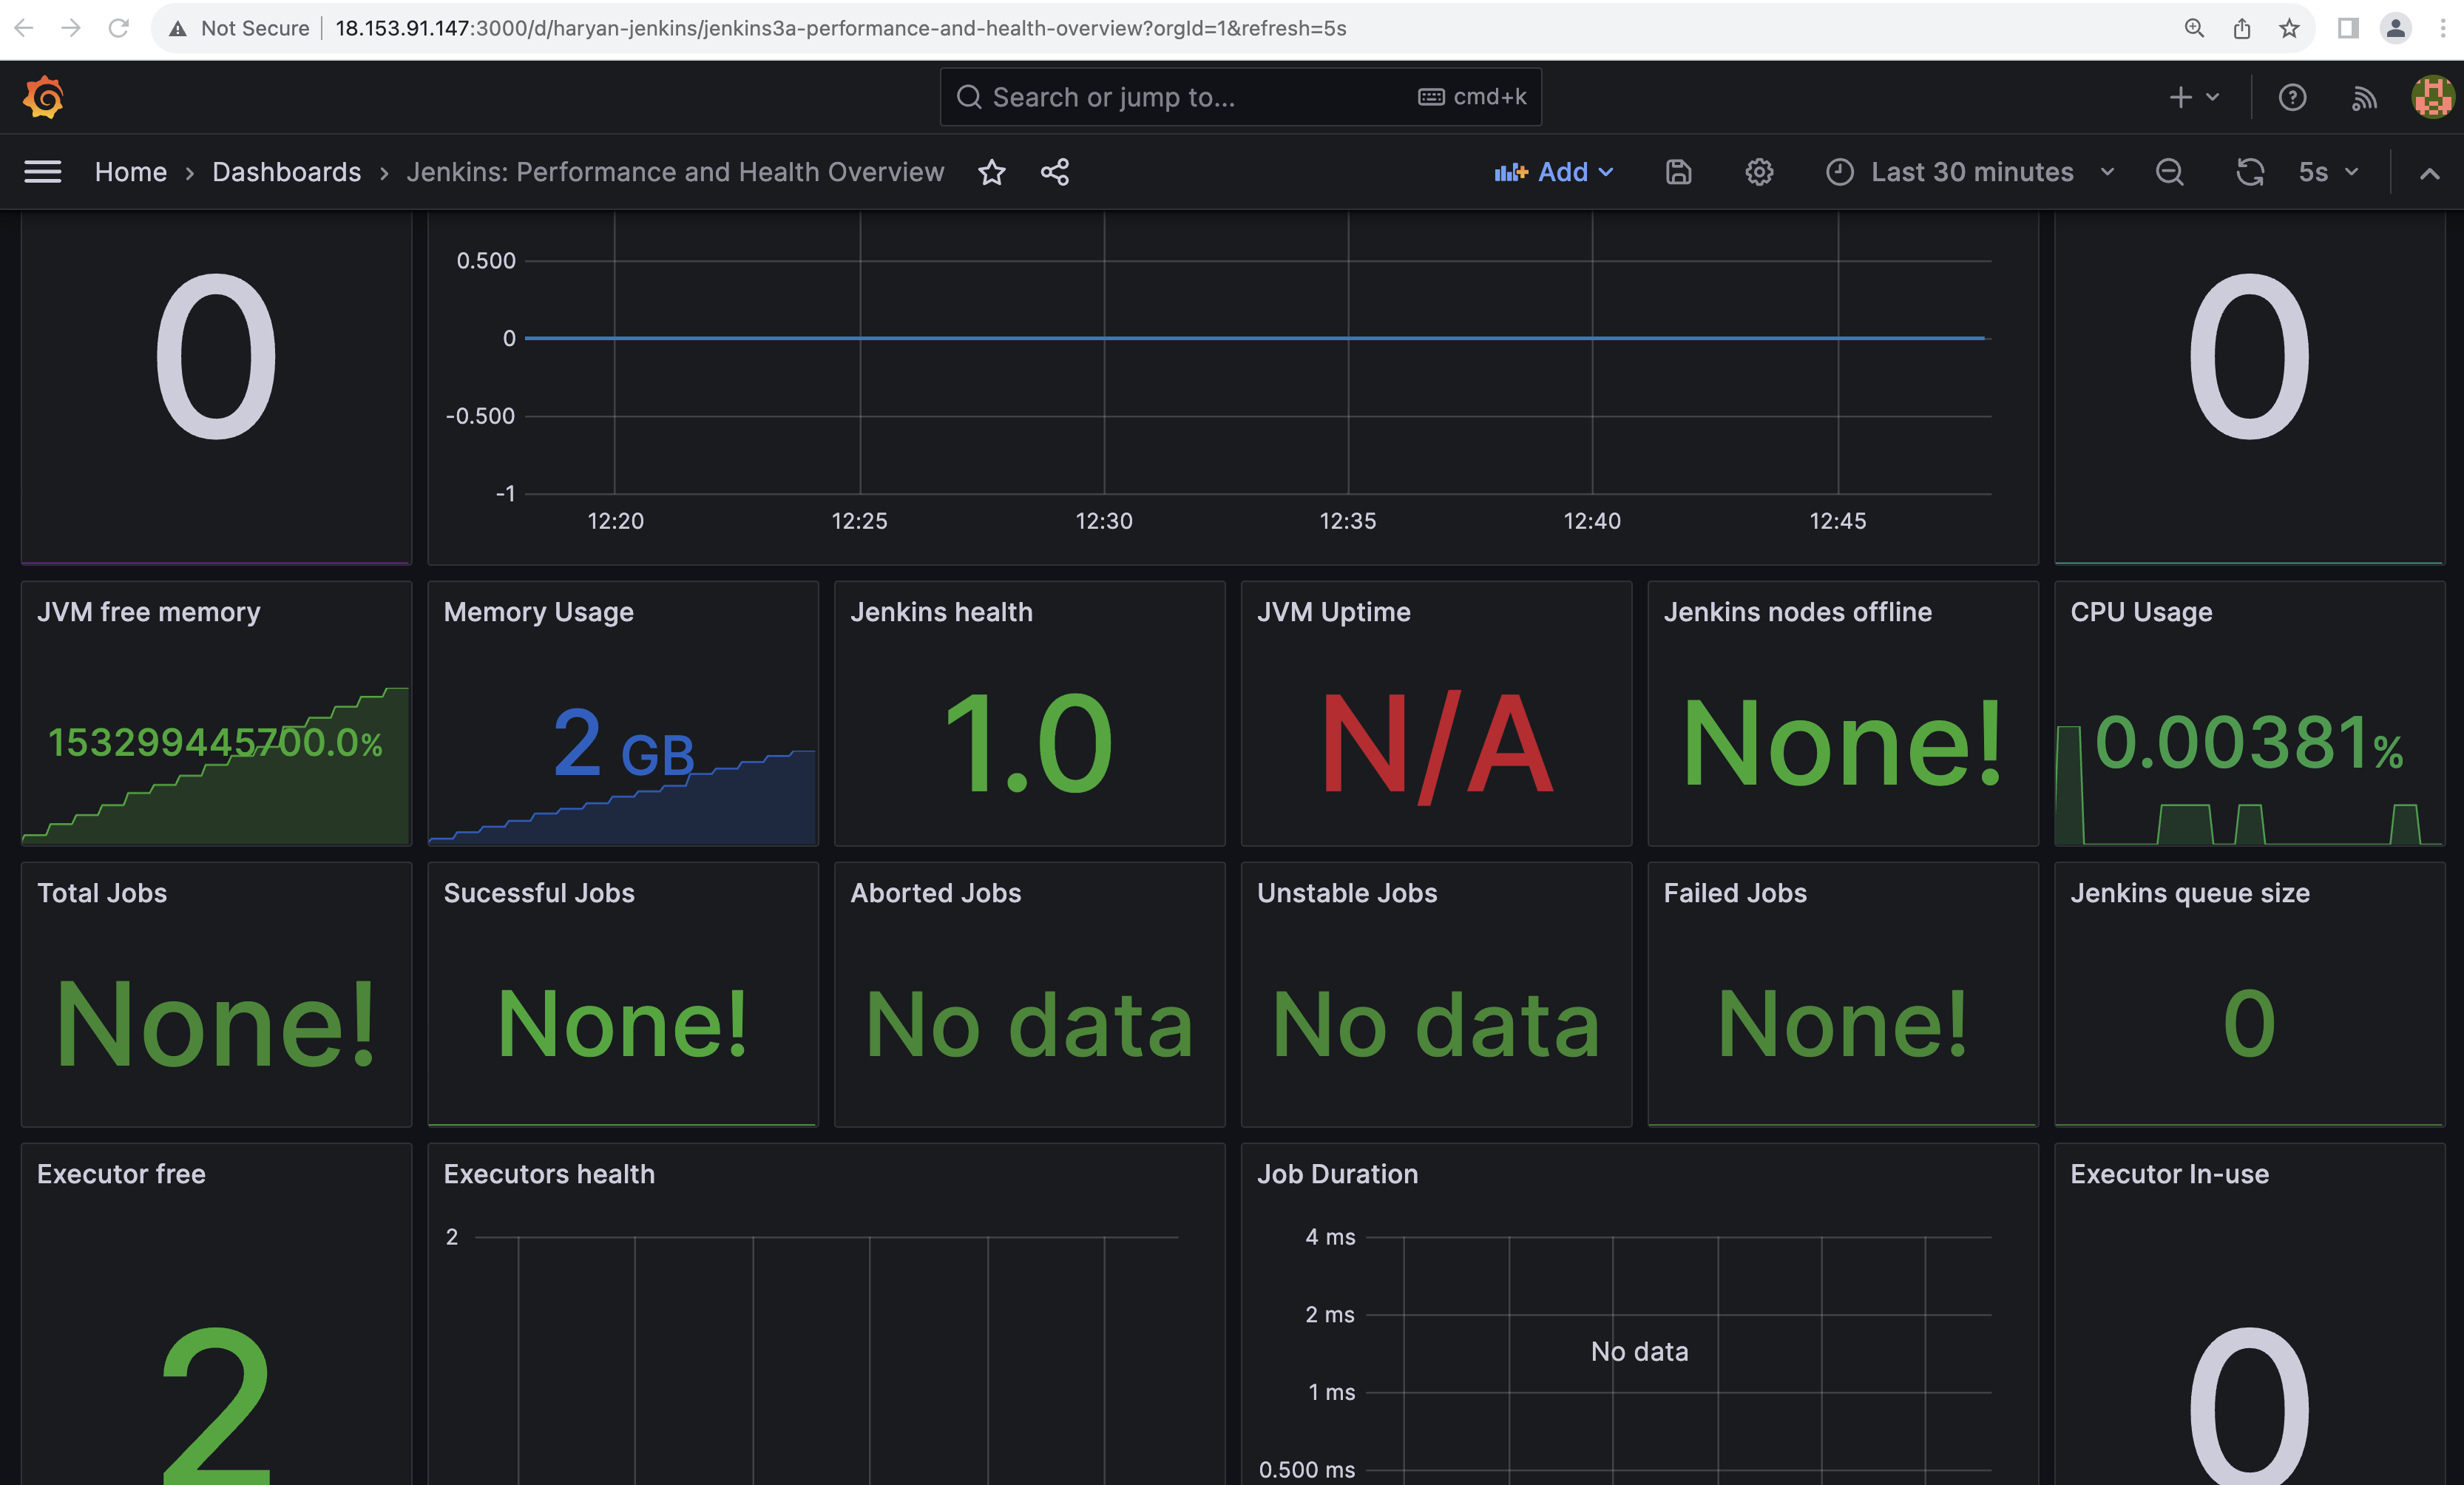 Not Secure 18.153.91.147:3000/d/haryan-jenkins/jenkins3a-performance-and-health-overview?orgId=1&refresh=5s
Search or jump to... cmd+k
Home › Dashboards › Jenkins: Performance and Health Overview Add Last 30 minutes 5s
0
0.500
0
-0.500
-1
12:20 12:25 12:30 12:35 12:40 12:45
0
JVM free memory
153299445700.0%
Memory Usage
2 GB
Jenkins health
1.0
JVM Uptime
N/A
Jenkins nodes offline
None!
CPU Usage
0.00381%
Total Jobs
None!
Sucessful Jobs
None!
Aborted Jobs
No data
Unstable Jobs
No data
Failed Jobs
None!
Jenkins queue size
0
Executor free
2
Executors health
2
Job Duration
4 ms
2 ms
No data
1 ms
0.500 ms
Executor In-use
0